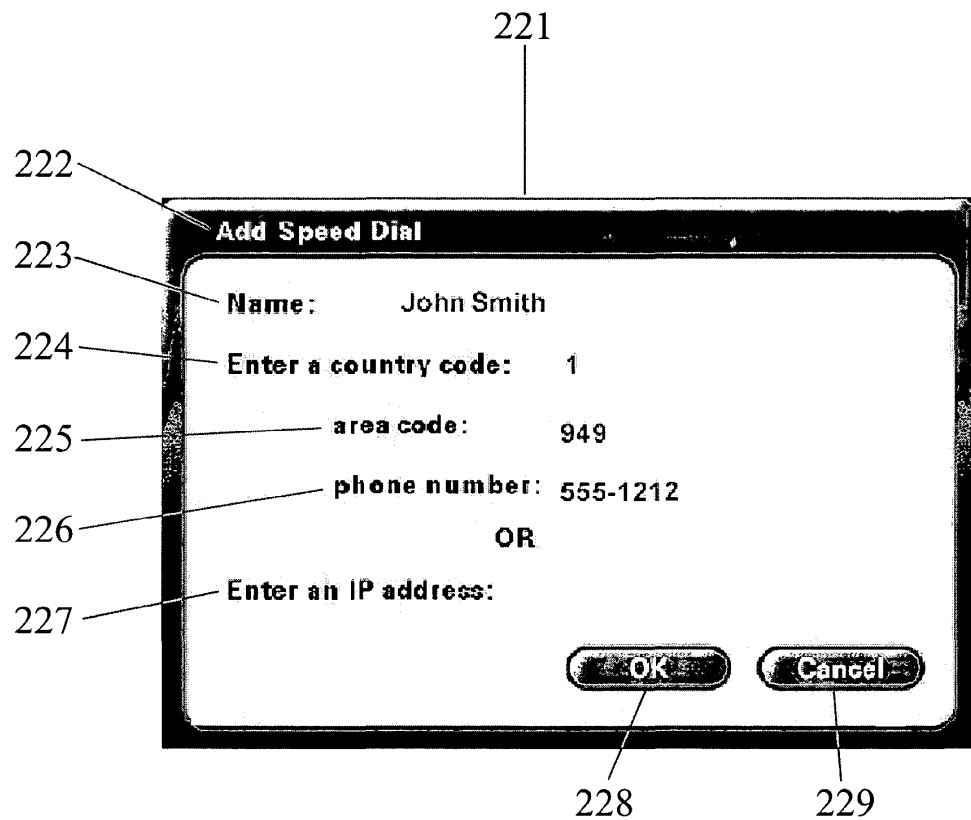 221
222
Add Speed Dial
223
Name: John Smith
224
Enter a country code: 1
225
area code: 949
phone number: 555-1212
226
OR
Enter an IP address:
227
OK Cancel
228 229